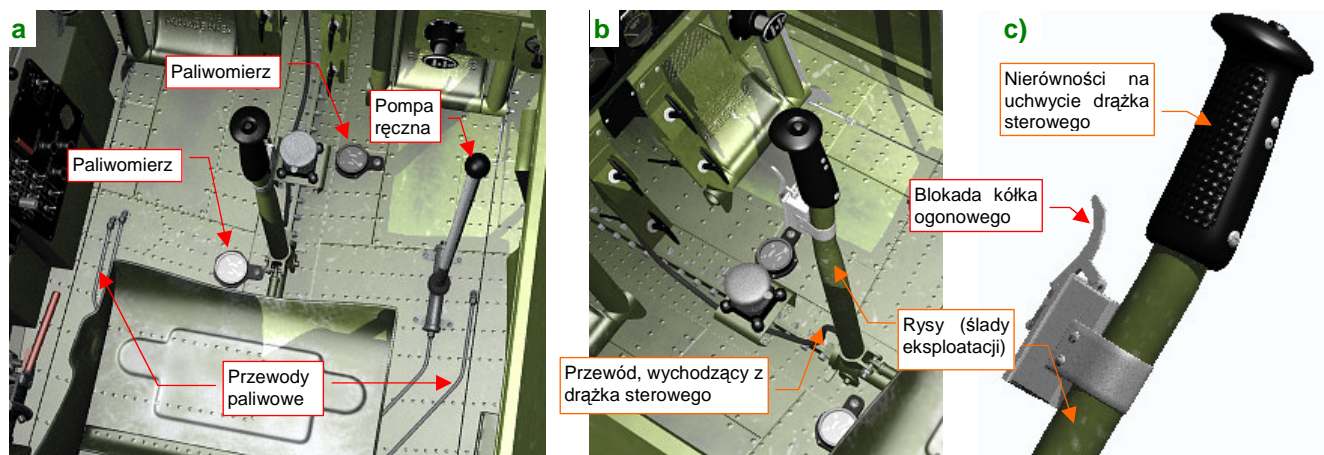 a
Paliwomierz
Pompa
ręczna
Paliwomierz
Przewody
paliwowe
b
Przewód, wychodzący z
drążka sterowego
Rysy (ślady
eksploatacji)
c)
Nierówności na
uchwycie drążka
sterowego
Blokada kółka
ogonowego